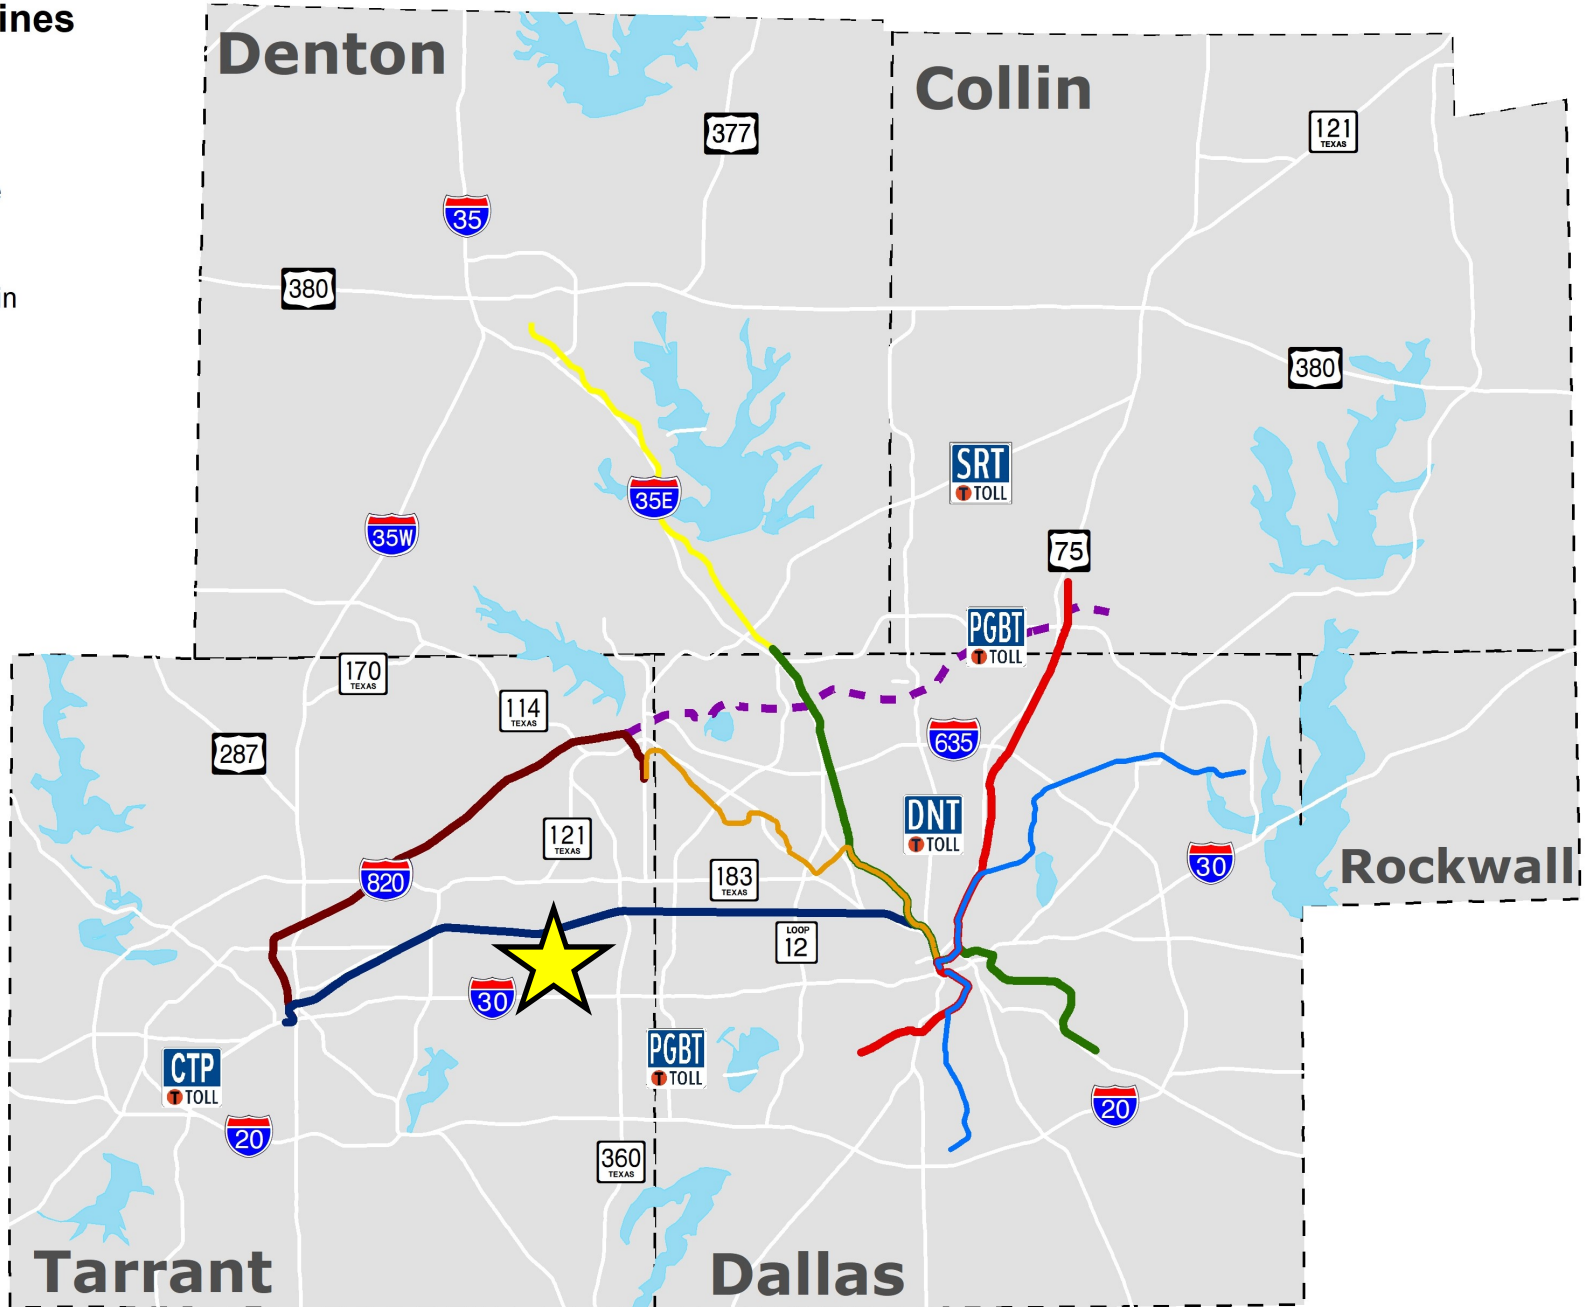 ines
Denton
Collin
377
121
TEXAS
35
in
380
380
SRT
T TOLL
35E
35W
75
PGBT
T TOLL
170
TEXAS
114
TEXAS
287
635
DNT
T TOLL
121
TEXAS
820
183
TEXAS
30
Rockwall
LOOP
12
30
PGBT
T TOLL
CTP
T TOLL
20
20
360
TEXAS
Tarrant
Dallas